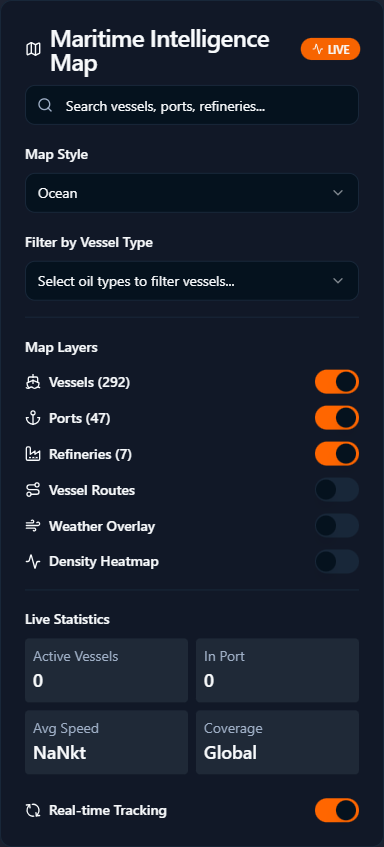 Maritime Intelligence
Map
LIVE
Search vessels, ports, refineries...
Map Style
Ocean
Filter by Vessel Type
Select oil types to filter vessels...
Map Layers
Vessels (292)
Ports (47)
Refineries (7)
Vessel Routes
Weather Overlay
Density Heatmap
Live Statistics
Active Vessels
0
In Port
0
Avg Speed
NaNkt
Coverage
Global
Real-time Tracking